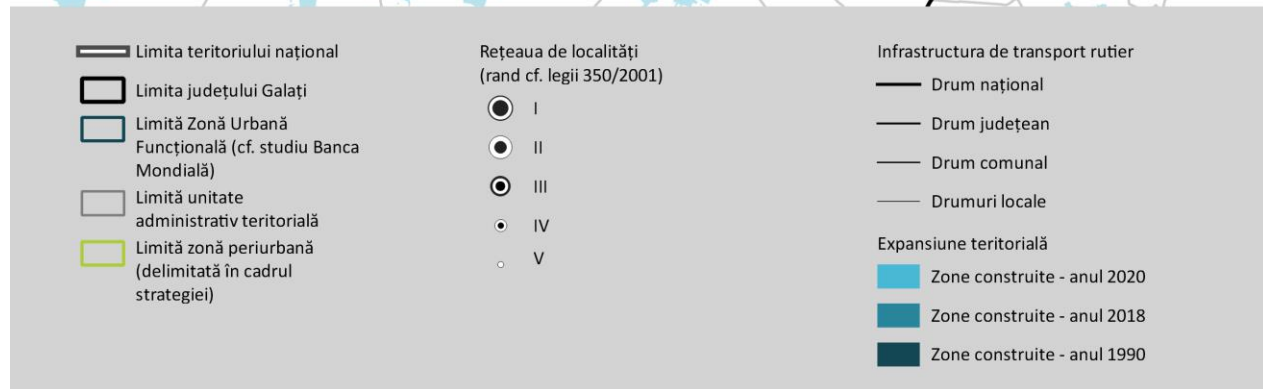 Limita teritoriului național
Limita județului Galați
Limită Zonă Urbană
Funcțională (cf. studiu Banca
Mondială)
Limită unitate
administrativ teritorială
Limită zonă periurbană
(delimitată în cadrul
strategiei)
Rețeaua de localități
(rand cf. legii 350/2001)
I
II
III
IV
V
Infrastructura de transport rutier
Drum național
Drum județean
Drum comunal
Drumuri locale
Expansiune teritorială
Zone construite - anul 2020
Zone construite - anul 2018
Zone construite - anul 1990